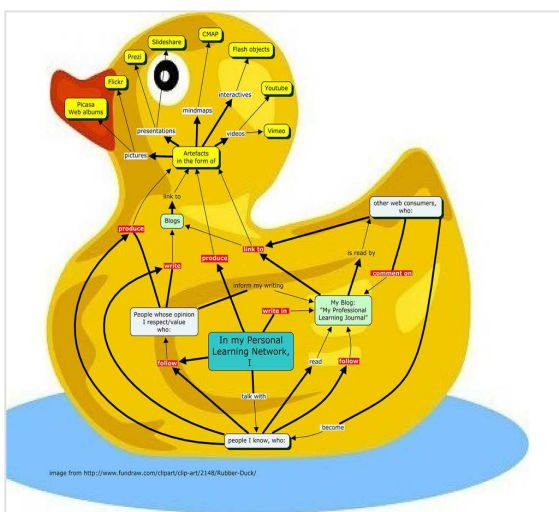 Slideshare
CMAP
Prezi
Flash objects
Flickr
Youtube
interactives
Picasa
Web albums
mindmaps
presentations
videos
Vimeo
pictures
Artefacts
in the form of
link to
other web consumers,
who:
Blogs
produce
link to
is read by
write
produce
comment on
inform my writing
My Blog:
"My Professional
Learning Journal"
People whose opinion
I respect/value
who:
write in
In my Personal
Learning Network,
I
follow
read
follow
talk with
become
people I know, who:
image from http://www.fundraw.com/clipart/clip-art/2148/Rubber-Duck/